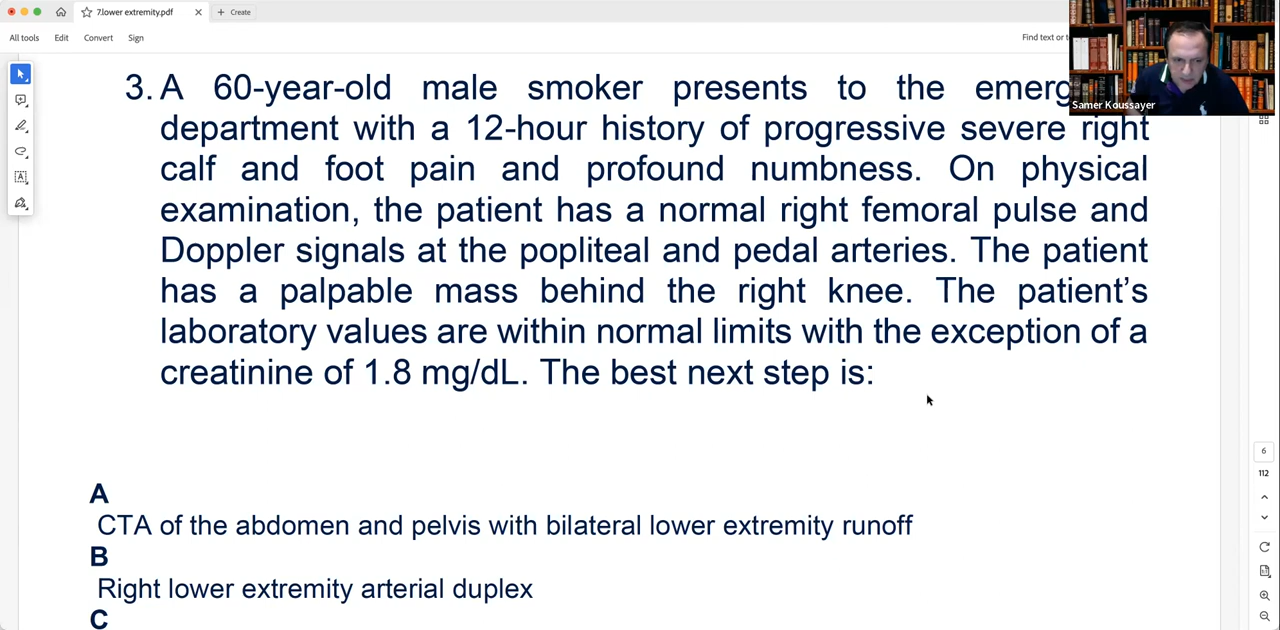 7.lower extremity.pdf
Create
All tools Edit Convert Sign
Find text or t
Samer Koussayer
3. A 60-year-old male smoker presents to the emerg
department with a 12-hour history of progressive severe right
calf and foot pain and profound numbness. On physical
examination, the patient has a normal right femoral pulse and
Doppler signals at the popliteal and pedal arteries. The patient
has a palpable mass behind the right knee. The patient’s
laboratory values are within normal limits with the exception of a
creatinine of 1.8 mg/dL. The best next step is:
A
CTA of the abdomen and pelvis with bilateral lower extremity runoff
B
Right lower extremity arterial duplex
C
6
112